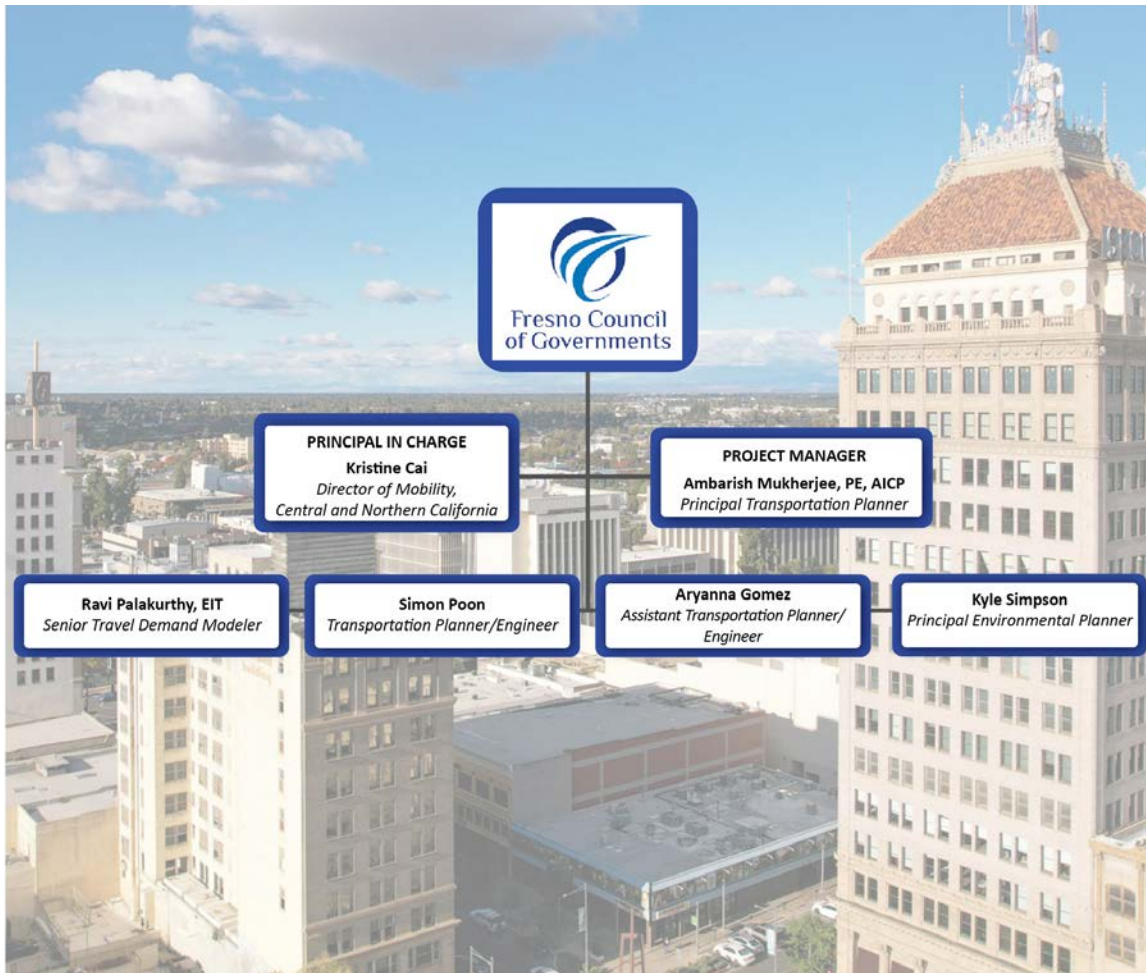 Fresno Council
of Governments
PRINCIPAL IN CHARGE
Kristine Cai
Director of Mobility,
Central and Northern California
PROJECT MANAGER
Ambarish Mukherjee, PE, AICP
Principal Transportation Planner
Ravi Palakurthy, EIT
Senior Travel Demand Modeler
Simon Poon
Transportation Planner/Engineer
Aryanna Gomez
Assistant Transportation Planner/
Engineer
Kyle Simpson
Principal Environmental Planner